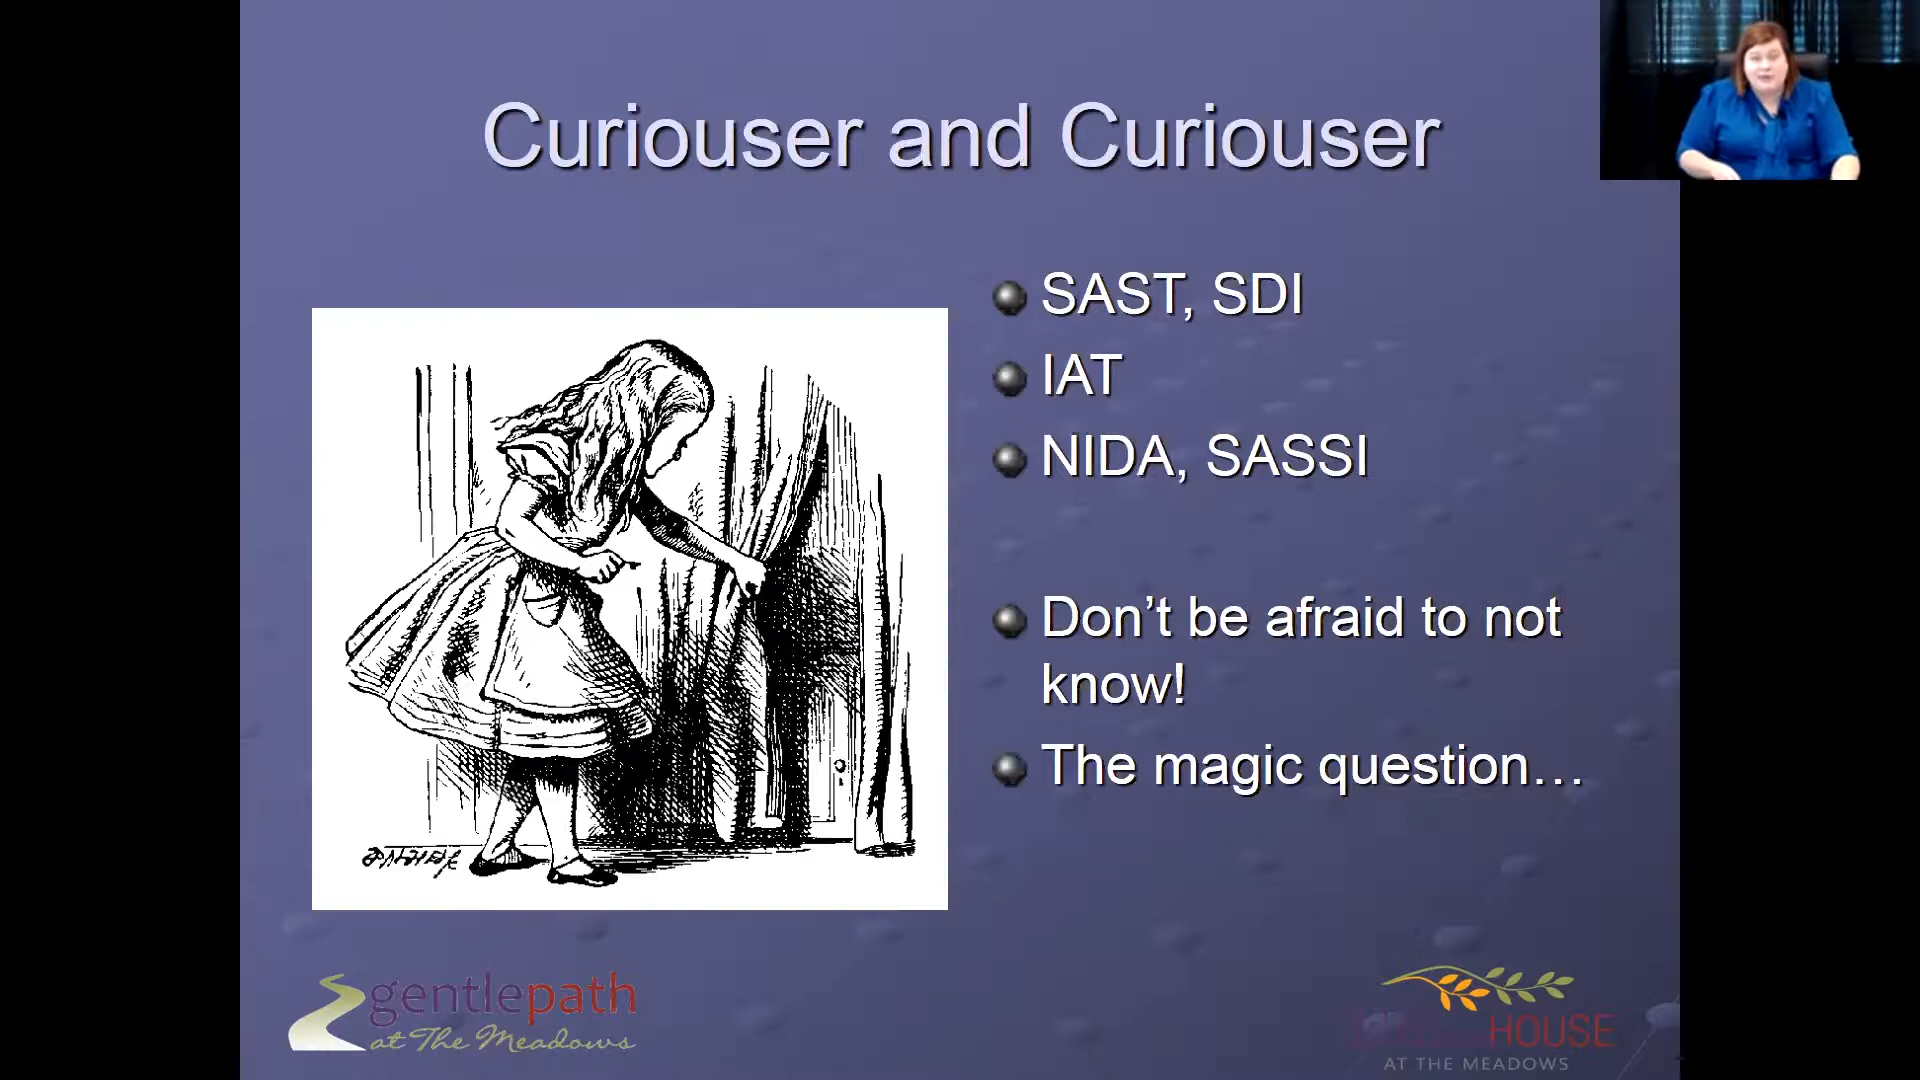 Curiouser and Curiouser
SAST, SDI
IAT
NIDA, SASSI
Don’t be afraid to not
know!
The magic question…
gentlepath
at The Meadows
HOUSE
AT THE MEADOWS